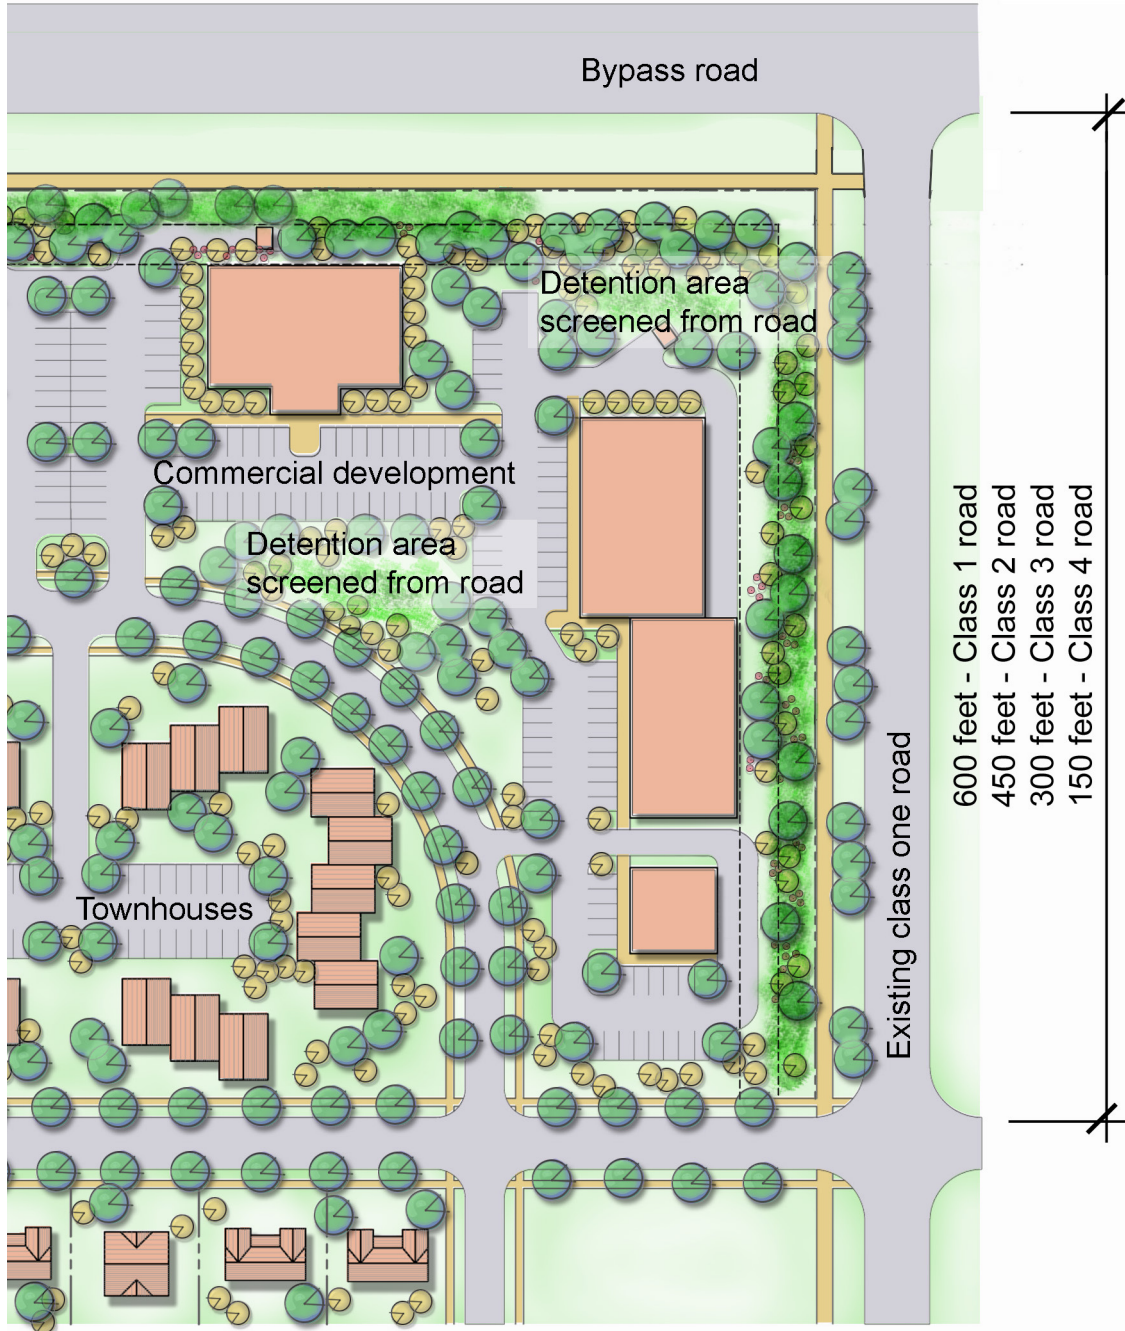 Bypass road
Detention area
screened from road
Commercial development
Detention area
screened from road
Townhouses
Existing class one road
600 feet - Class 1 road
450 feet - Class 2 road
300 feet - Class 3 road
150 feet - Class 4 road